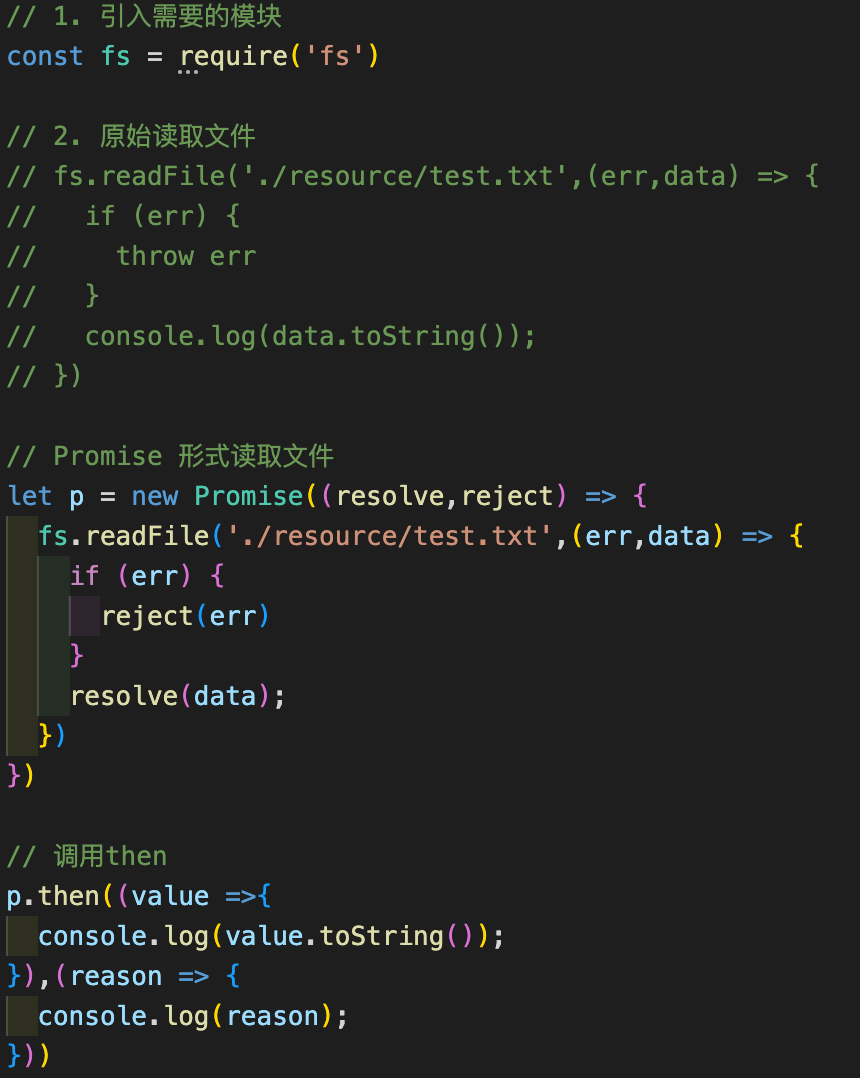 // 1. 引入需要的模块
const fs = require('fs')
// 2. 原始读取文件
// fs.readFile('./resource/test.txt',(err,data) => {
//   if (err) {
//     throw err
//   }
//   console.log(data.toString());
// })
// Promise 形式读取文件
let p = new Promise((resolve,reject) => {
  fs.readFile('./resource/test.txt',(err,data) => {
    if (err) {
      reject(err)
    }
    resolve(data);
  })
})
// 调用then
p.then((value =>{
  console.log(value.toString());
}),(reason => {
  console.log(reason);
}))